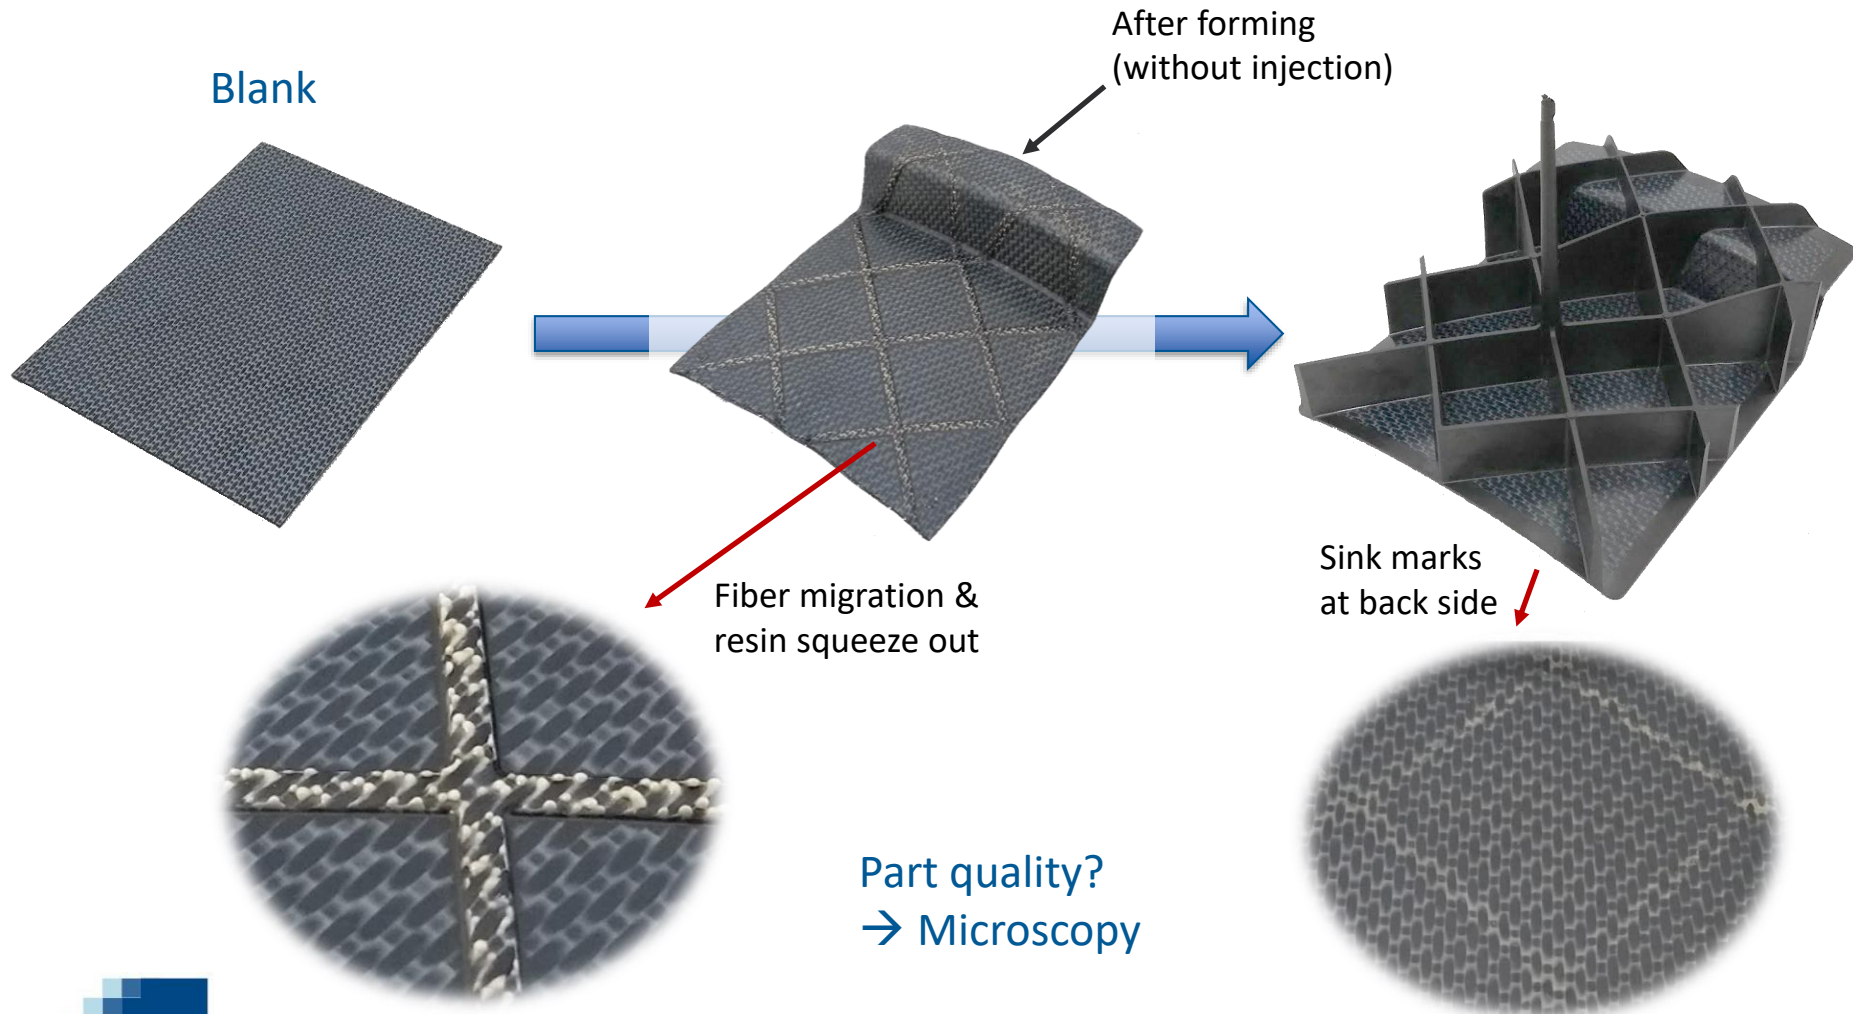 After forming
(without injection)
Blank
Fiber migration &
resin squeeze out
Sink marks
at back side
Part quality?
→ Microscopy